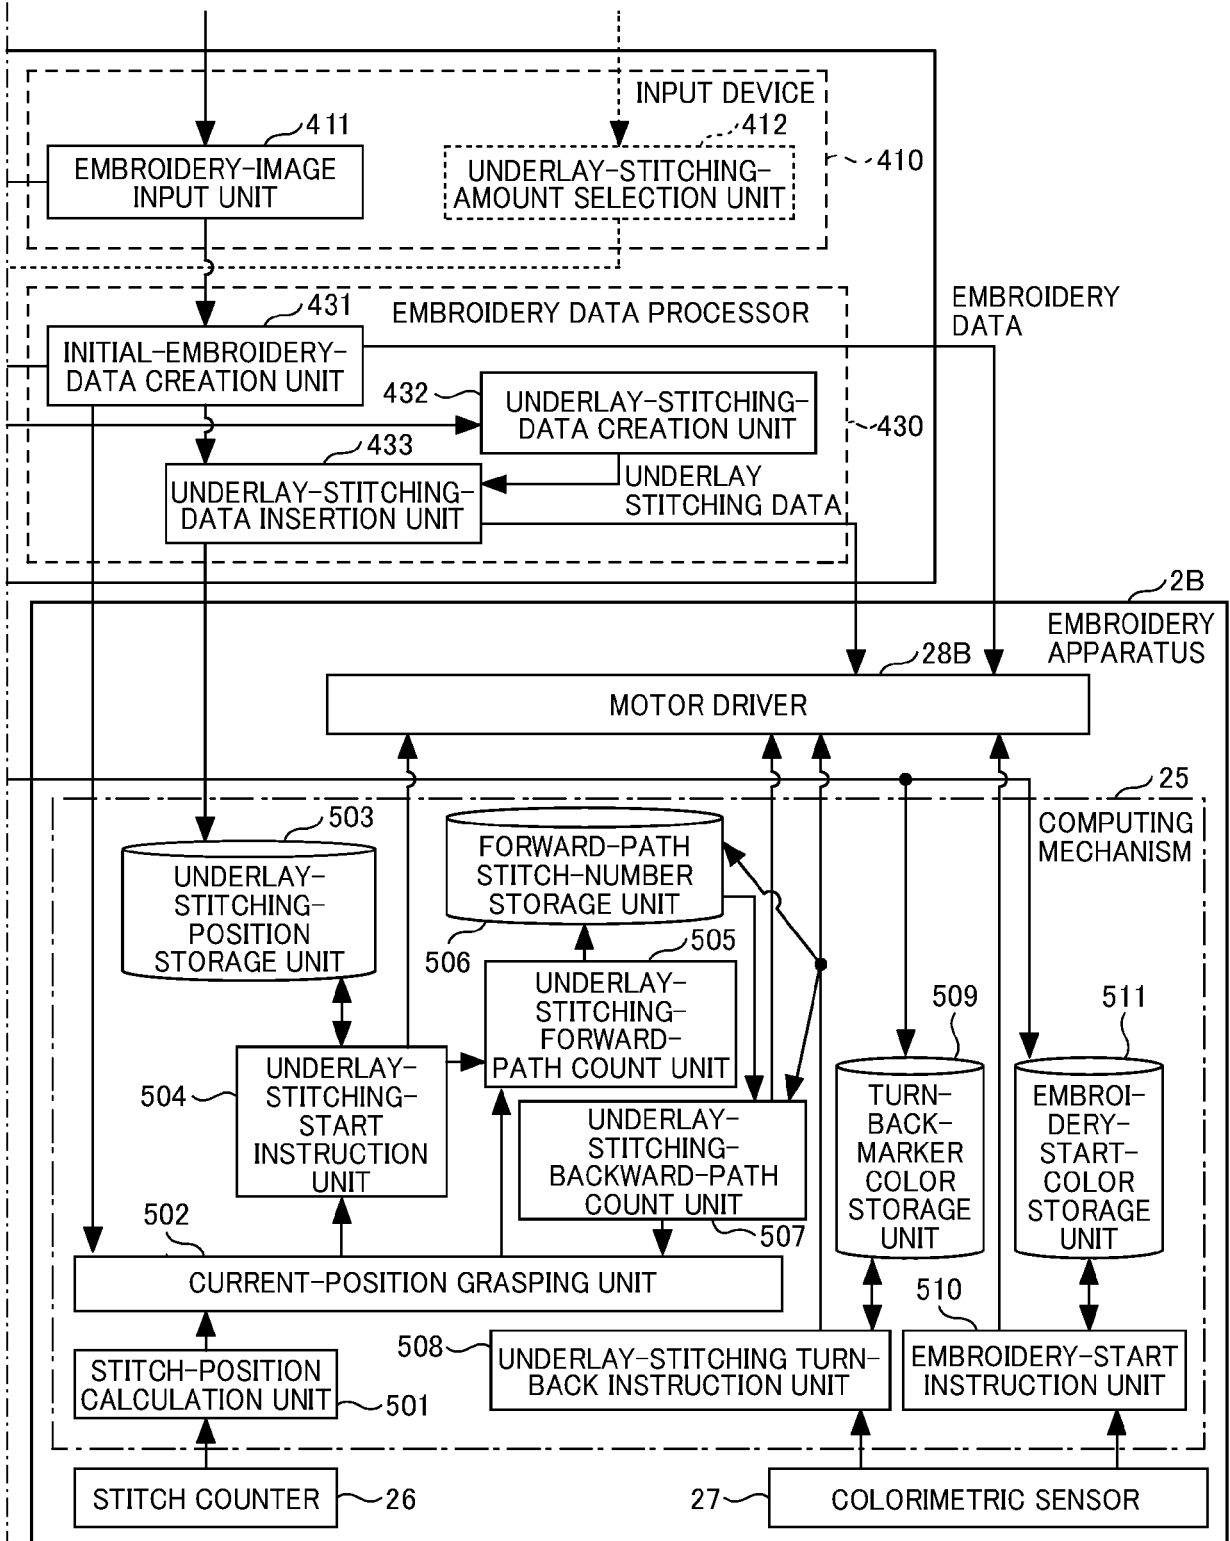 INPUT DEVICE
411
412
EMBROIDERY-IMAGE
INPUT UNIT
UNDERLAY-STITCHING-
AMOUNT SELECTION UNIT
410
431
EMBROIDERY DATA PROCESSOR
EMBROIDERY
DATA
INITIAL-EMBROIDERY-
DATA CREATION UNIT
432
UNDERLAY-STITCHING-
DATA CREATION UNIT
430
433
UNDERLAY-STITCHING-
DATA INSERTION UNIT
UNDERLAY
STITCHING DATA
2B
EMBROIDERY
APPARATUS
28B
MOTOR DRIVER
25
COMPUTING
MECHANISM
503
UNDERLAY-
STITCHING-
POSITION
STORAGE UNIT
FORWARD-PATH
STITCH-NUMBER
STORAGE UNIT
506
505
UNDERLAY-
STITCHING-
FORWARD-
PATH COUNT UNIT
504
UNDERLAY-
STITCHING-
START
INSTRUCTION
UNIT
UNDERLAY-
STITCHING-
BACKWARD-PATH
COUNT UNIT
507
509
TURN-
BACK-
MARKER
COLOR
STORAGE
UNIT
511
EMBROI-
DERY-
START-
COLOR
STORAGE
UNIT
502
CURRENT-POSITION GRASPING UNIT
508
UNDERLAY-STITCHING TURN-
BACK INSTRUCTION UNIT
510
EMBROIDERY-START
INSTRUCTION UNIT
STITCH-POSITION
CALCULATION UNIT
501
STITCH COUNTER
26
27
COLORIMETRIC SENSOR